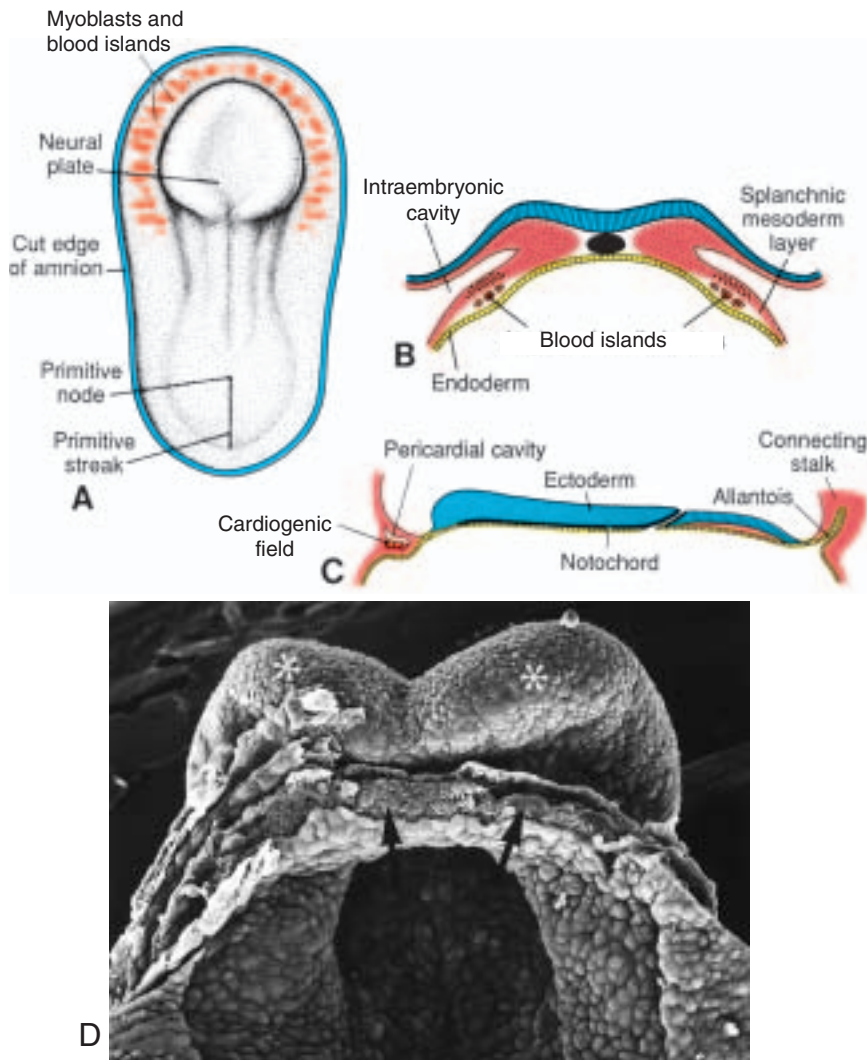 Myoblasts and
blood islands
Neural
plate
Cut edge
of amnion
Primitive
node
Primitive
streak
A
Intraembryonic
cavity
Splanchnic
mesoderm
layer
Blood islands
B
Endoderm
Pericardial cavity
Ectoderm
Connecting
stalk
Allantois
Cardiogenic
field
C
Notochord
*
*
D